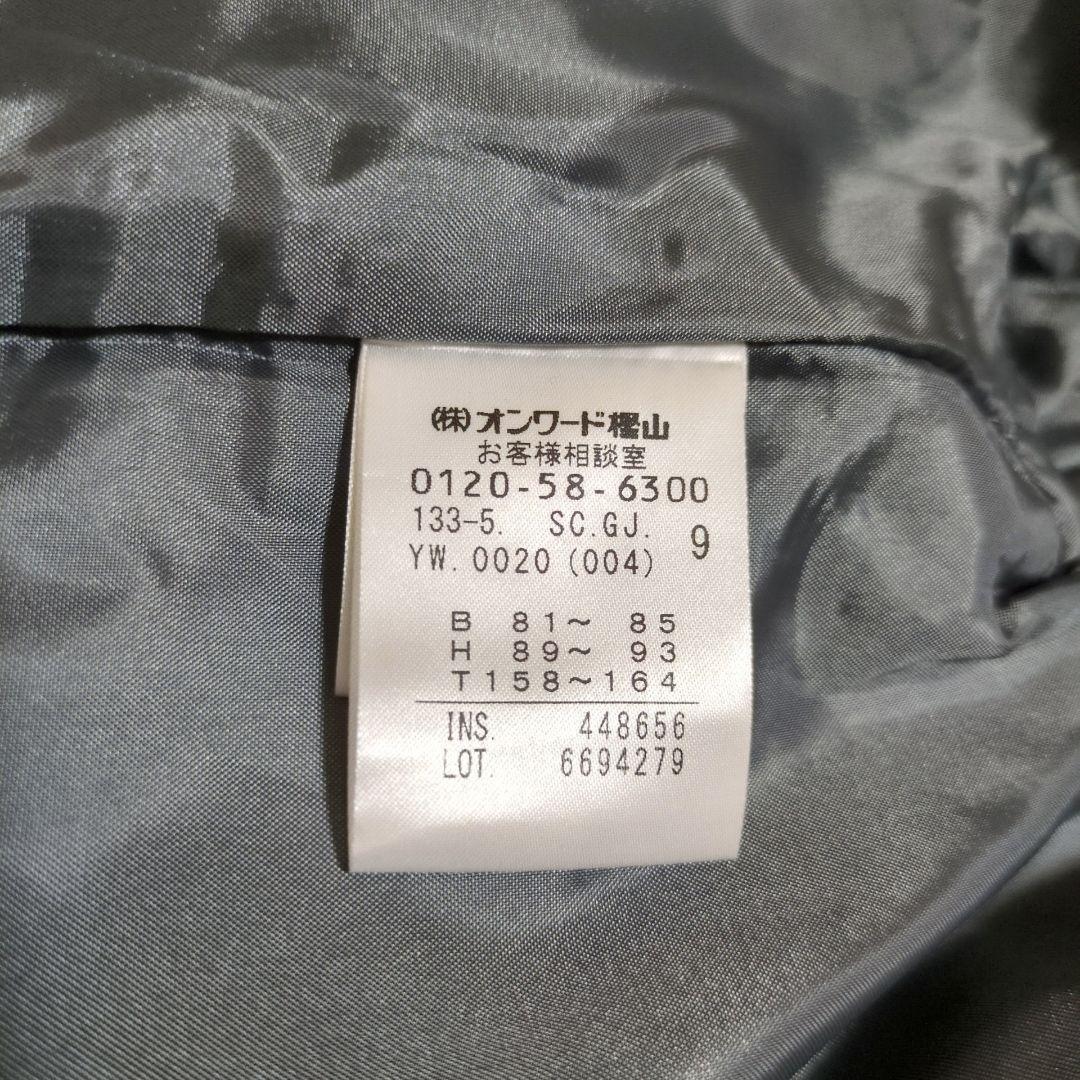 (株)オンワード樫山
お客様相談室
0120-58-6300
133-5. SC.GJ. 9
YW.0020(004)
B 81～ 85
H 89～ 93
T158～164
INS. 448656
LOT. 6694279